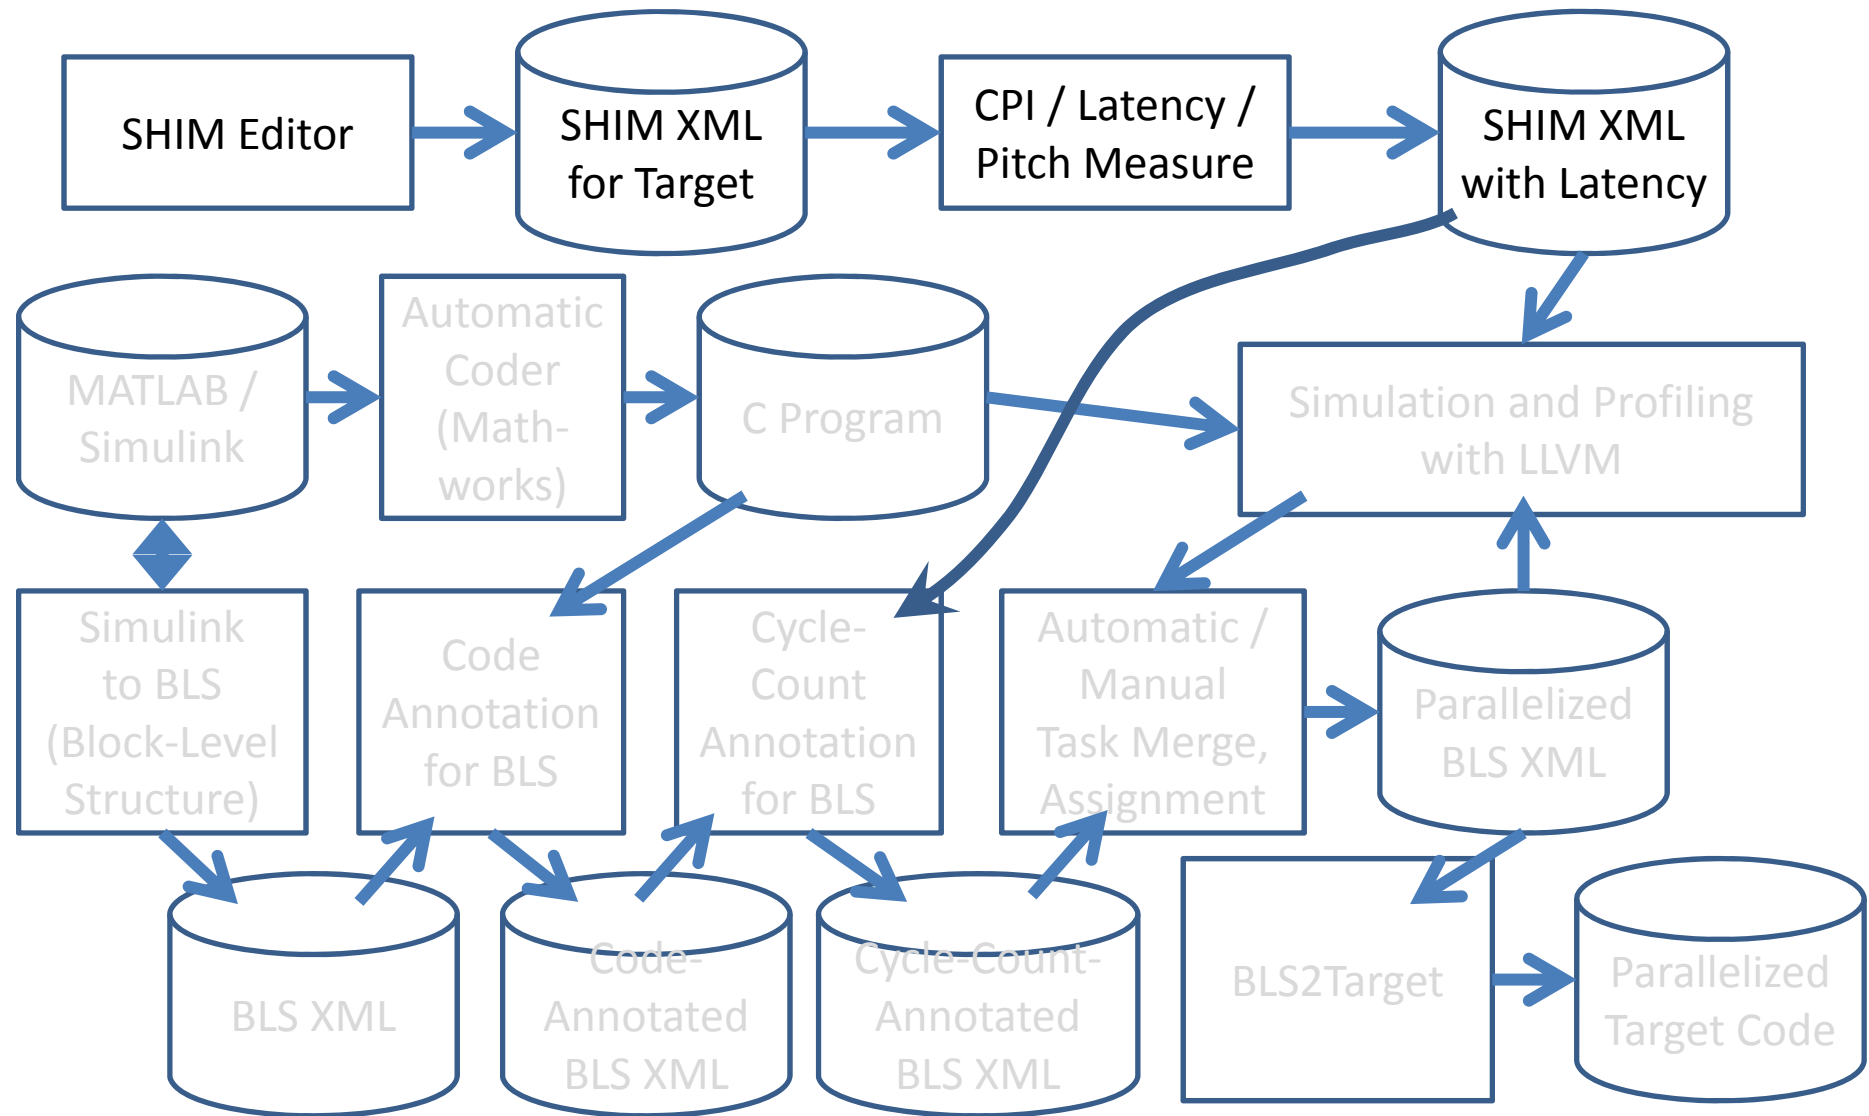 SHIM Editor
SHIM XML
for Target
CPI / Latency /
Pitch Measure
SHIM XML
with Latency
MATLAB /
Simulink
Automatic
Coder
(Math-
works)
C Program
Simulation and Profiling
with LLVM
Simulink
to BLS
(Block-Level
Structure)
Code
Annotation
for BLS
Cycle-
Count
Annotation
for BLS
Automatic /
Manual
Task Merge,
Assignment
Parallelized
BLS XML
BLS XML
Code-
Annotated
BLS XML
Cycle-Count-
Annotated
BLS XML
BLS2Target
Parallelized
Target Code